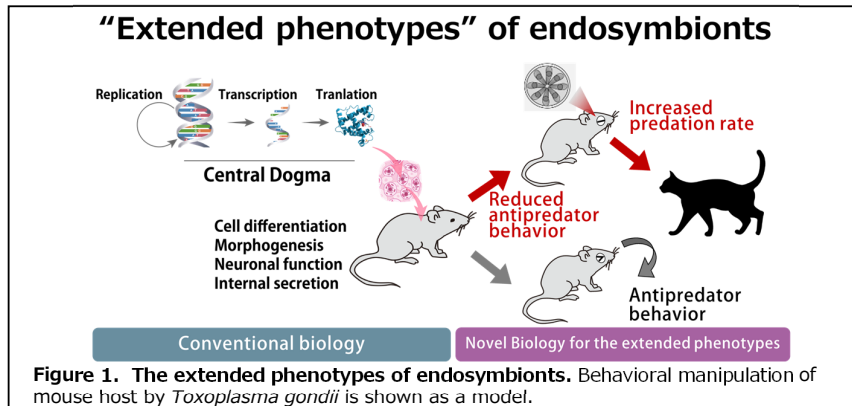 “Extended phenotypes” of endosymbionts
Replication
Transcription
Tranlation
Central Dogma
Cell differentiation
Morphogenesis
Neuronal function
Internal secretion
Reduced
antipredator
behavior
Increased
predation rate
Antipredator
behavior
Conventional biology
Novel Biology for the extended phenotypes
Figure 1. The extended phenotypes of endosymbionts. Behavioral manipulation of
mouse host by Toxoplasma gondii is shown as a model.